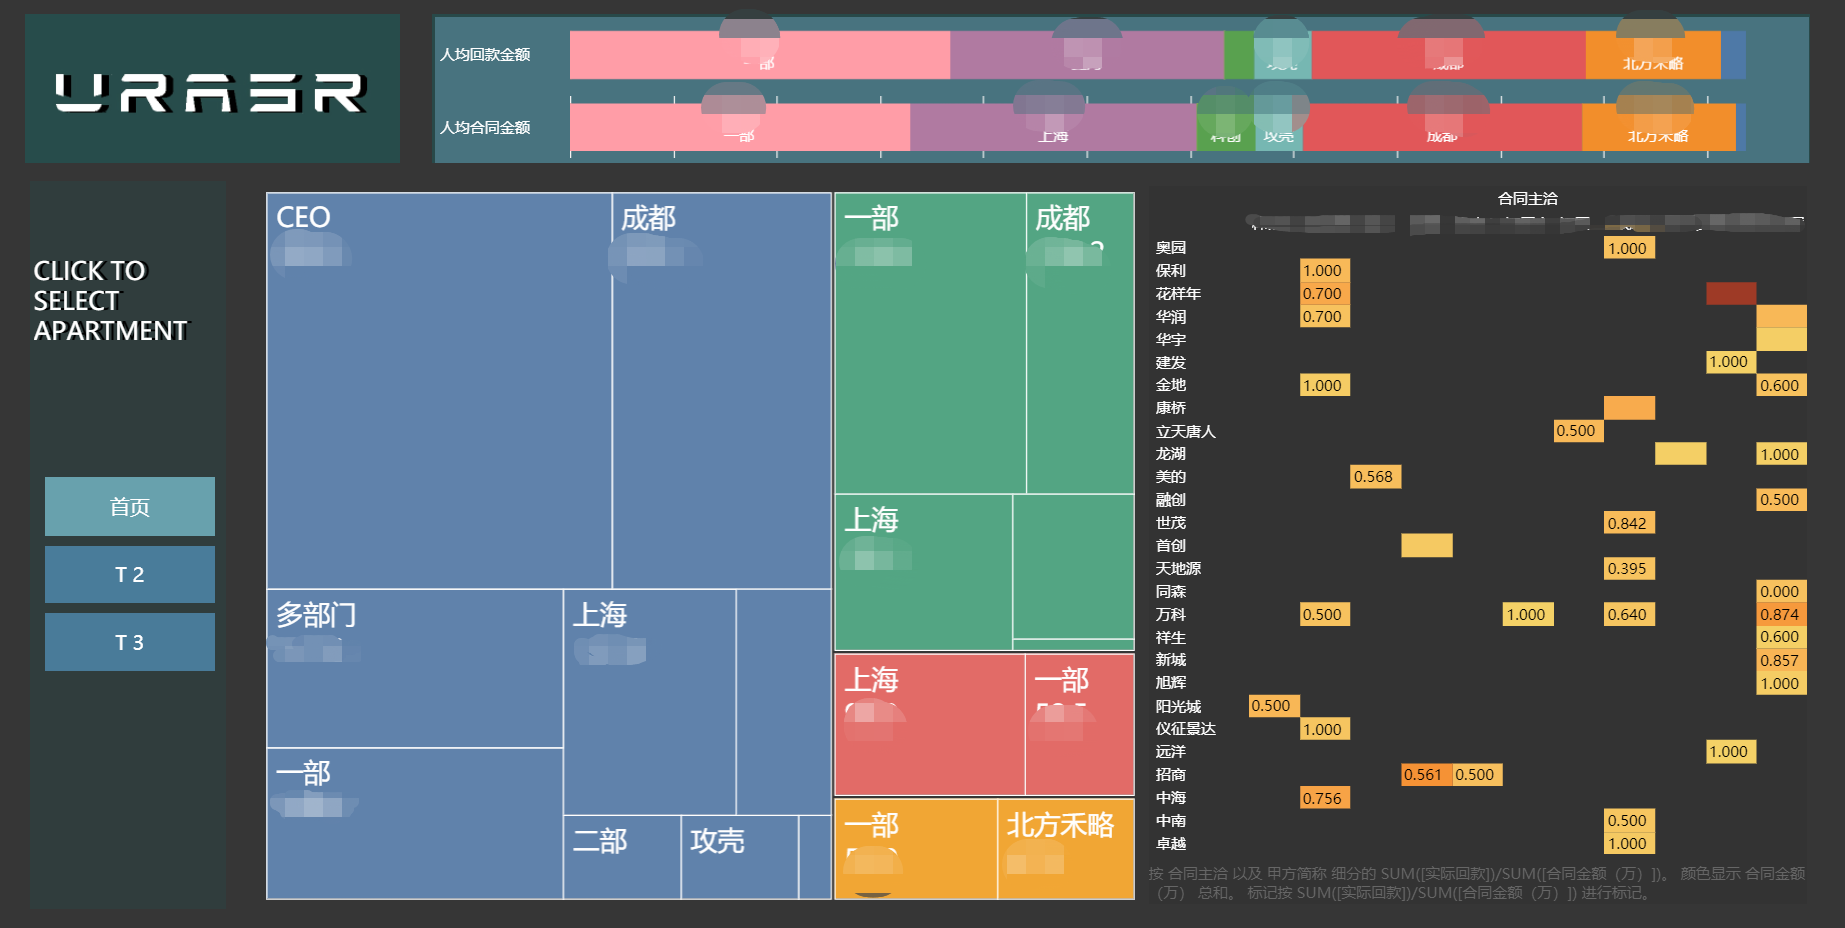 URASR
人均回款金额
一部
北方禾略
人均合同金额
一部
上海
科创
攻壳
成都
北方禾略
CLICK TO
SELECT
APARTMENT
首页
T 2
T 3
CEO
成都
多部门
上海
一部
二部
攻壳
一部
成都
上海
上海
一部
一部
北方禾略
合同主洽
奥园 1.000
保利 1.000
花样年 0.700
华润 0.700
华宇
建发 1.000
金地 1.000 0.600
康桥
立天唐人 0.500
龙湖 1.000
美的 0.568
融创 0.500
世茂 0.842
首创
天地源 0.395
同森 0.000
万科 0.500 1.000 0.640 0.874
祥生 0.600
新城 0.857
旭辉 1.000
阳光城 0.500
仪征景达 1.000
远洋 1.000
招商 0.561 0.500
中海 0.756
中南 0.500
卓越 1.000
按 合同主洽 以及 甲方简称 细分的 SUM([实际回款])/SUM([合同金额（万）])。 颜色显示 合同金额
（万） 总和。 标记按 SUM([实际回款])/SUM([合同金额（万）]) 进行标记。